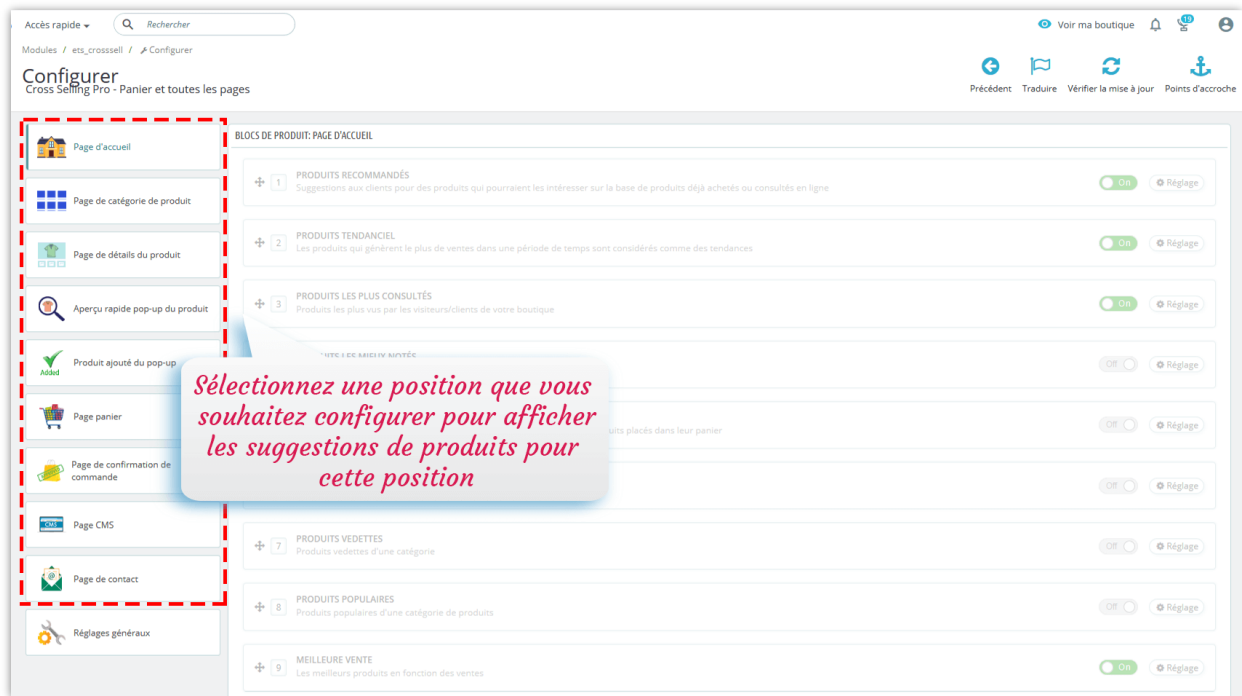 Accès rapide
Rechercher
Voir ma boutique
19
Modules / ets_crosssell / Configurer
Configurer
Cross Selling Pro - Panier et toutes les pages
Précédent
Traduire
Vérifier la mise à jour
Points d'accroche
Page d'accueil
Page de catégorie de produit
Page de détails du produit
Aperçu rapide pop-up du produit
Added
Produit ajouté du pop-up
Page panier
Page de confirmation de
commande
CMS
Page CMS
Page de contact
Réglages généraux
BLOCS DE PRODUIT: PAGE D'ACCUEIL
1
PRODUITS RECOMMANDÉS
Suggestions aux clients pour des produits qui pourraient les intéresser sur la base de produits déjà achetés ou consultés en ligne
On
Réglage
2
PRODUITS TENDANCIEL
Les produits qui génèrent le plus de ventes dans une période de temps sont considérés comme des tendances
On
Réglage
3
PRODUITS LES PLUS CONSULTÉS
Produits les plus vus par les visiteurs/clients de votre boutique
On
Réglage
LES MIEUX NOTÉS
Off
Réglage
placés dans leur panier
Off
Réglage
Off
Réglage
Sélectionnez une position que vous
souhaitez configurer pour afficher
les suggestions de produits pour
cette position
7
PRODUITS VEDETTES
Produits vedettes d'une catégorie
Off
Réglage
8
PRODUITS POPULAIRES
Produits populaires d'une catégorie de produits
Off
Réglage
9
MEILLEURE VENTE
Les meilleurs produits en fonction des ventes
On
Réglage